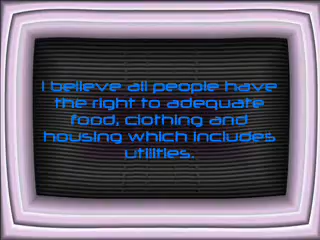 I believe all people have
the right to adequate
food, clothing and
housing which includes
utilities.